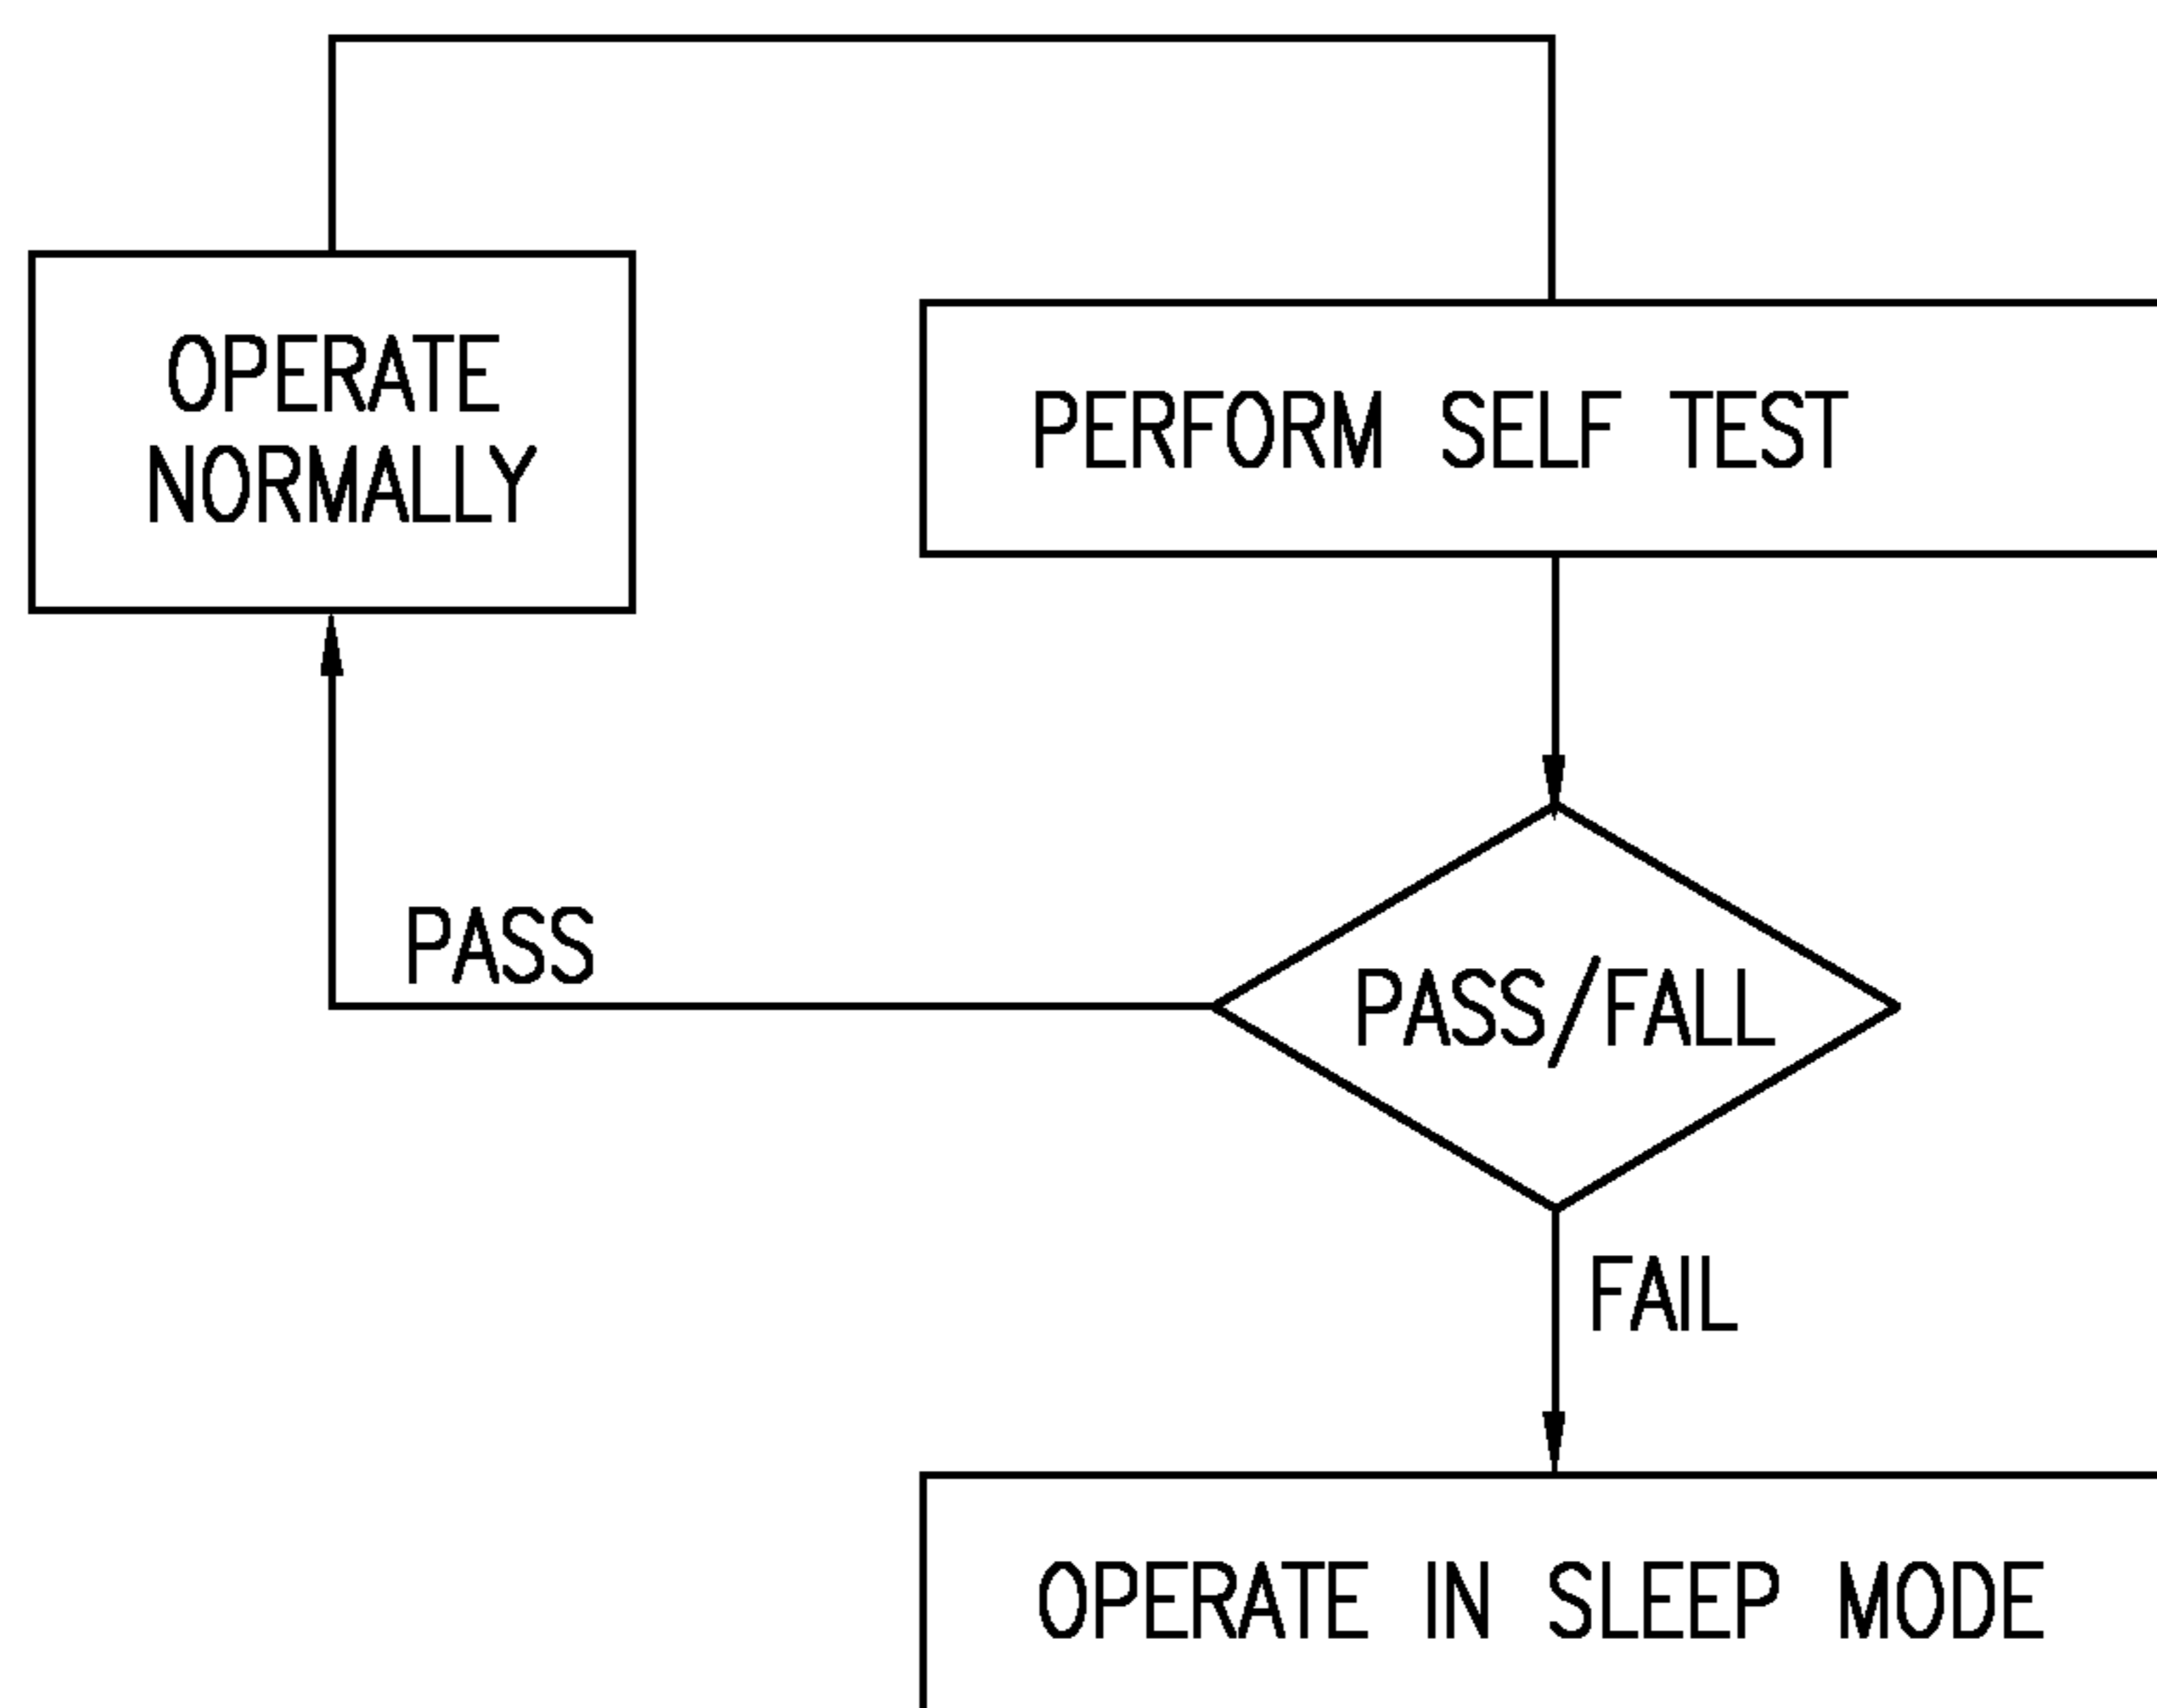 OPERATE
NORMALLY
PERFORM SELF TEST
PASS
PASS/FALL
FAIL
OPERATE IN SLEEP MODE